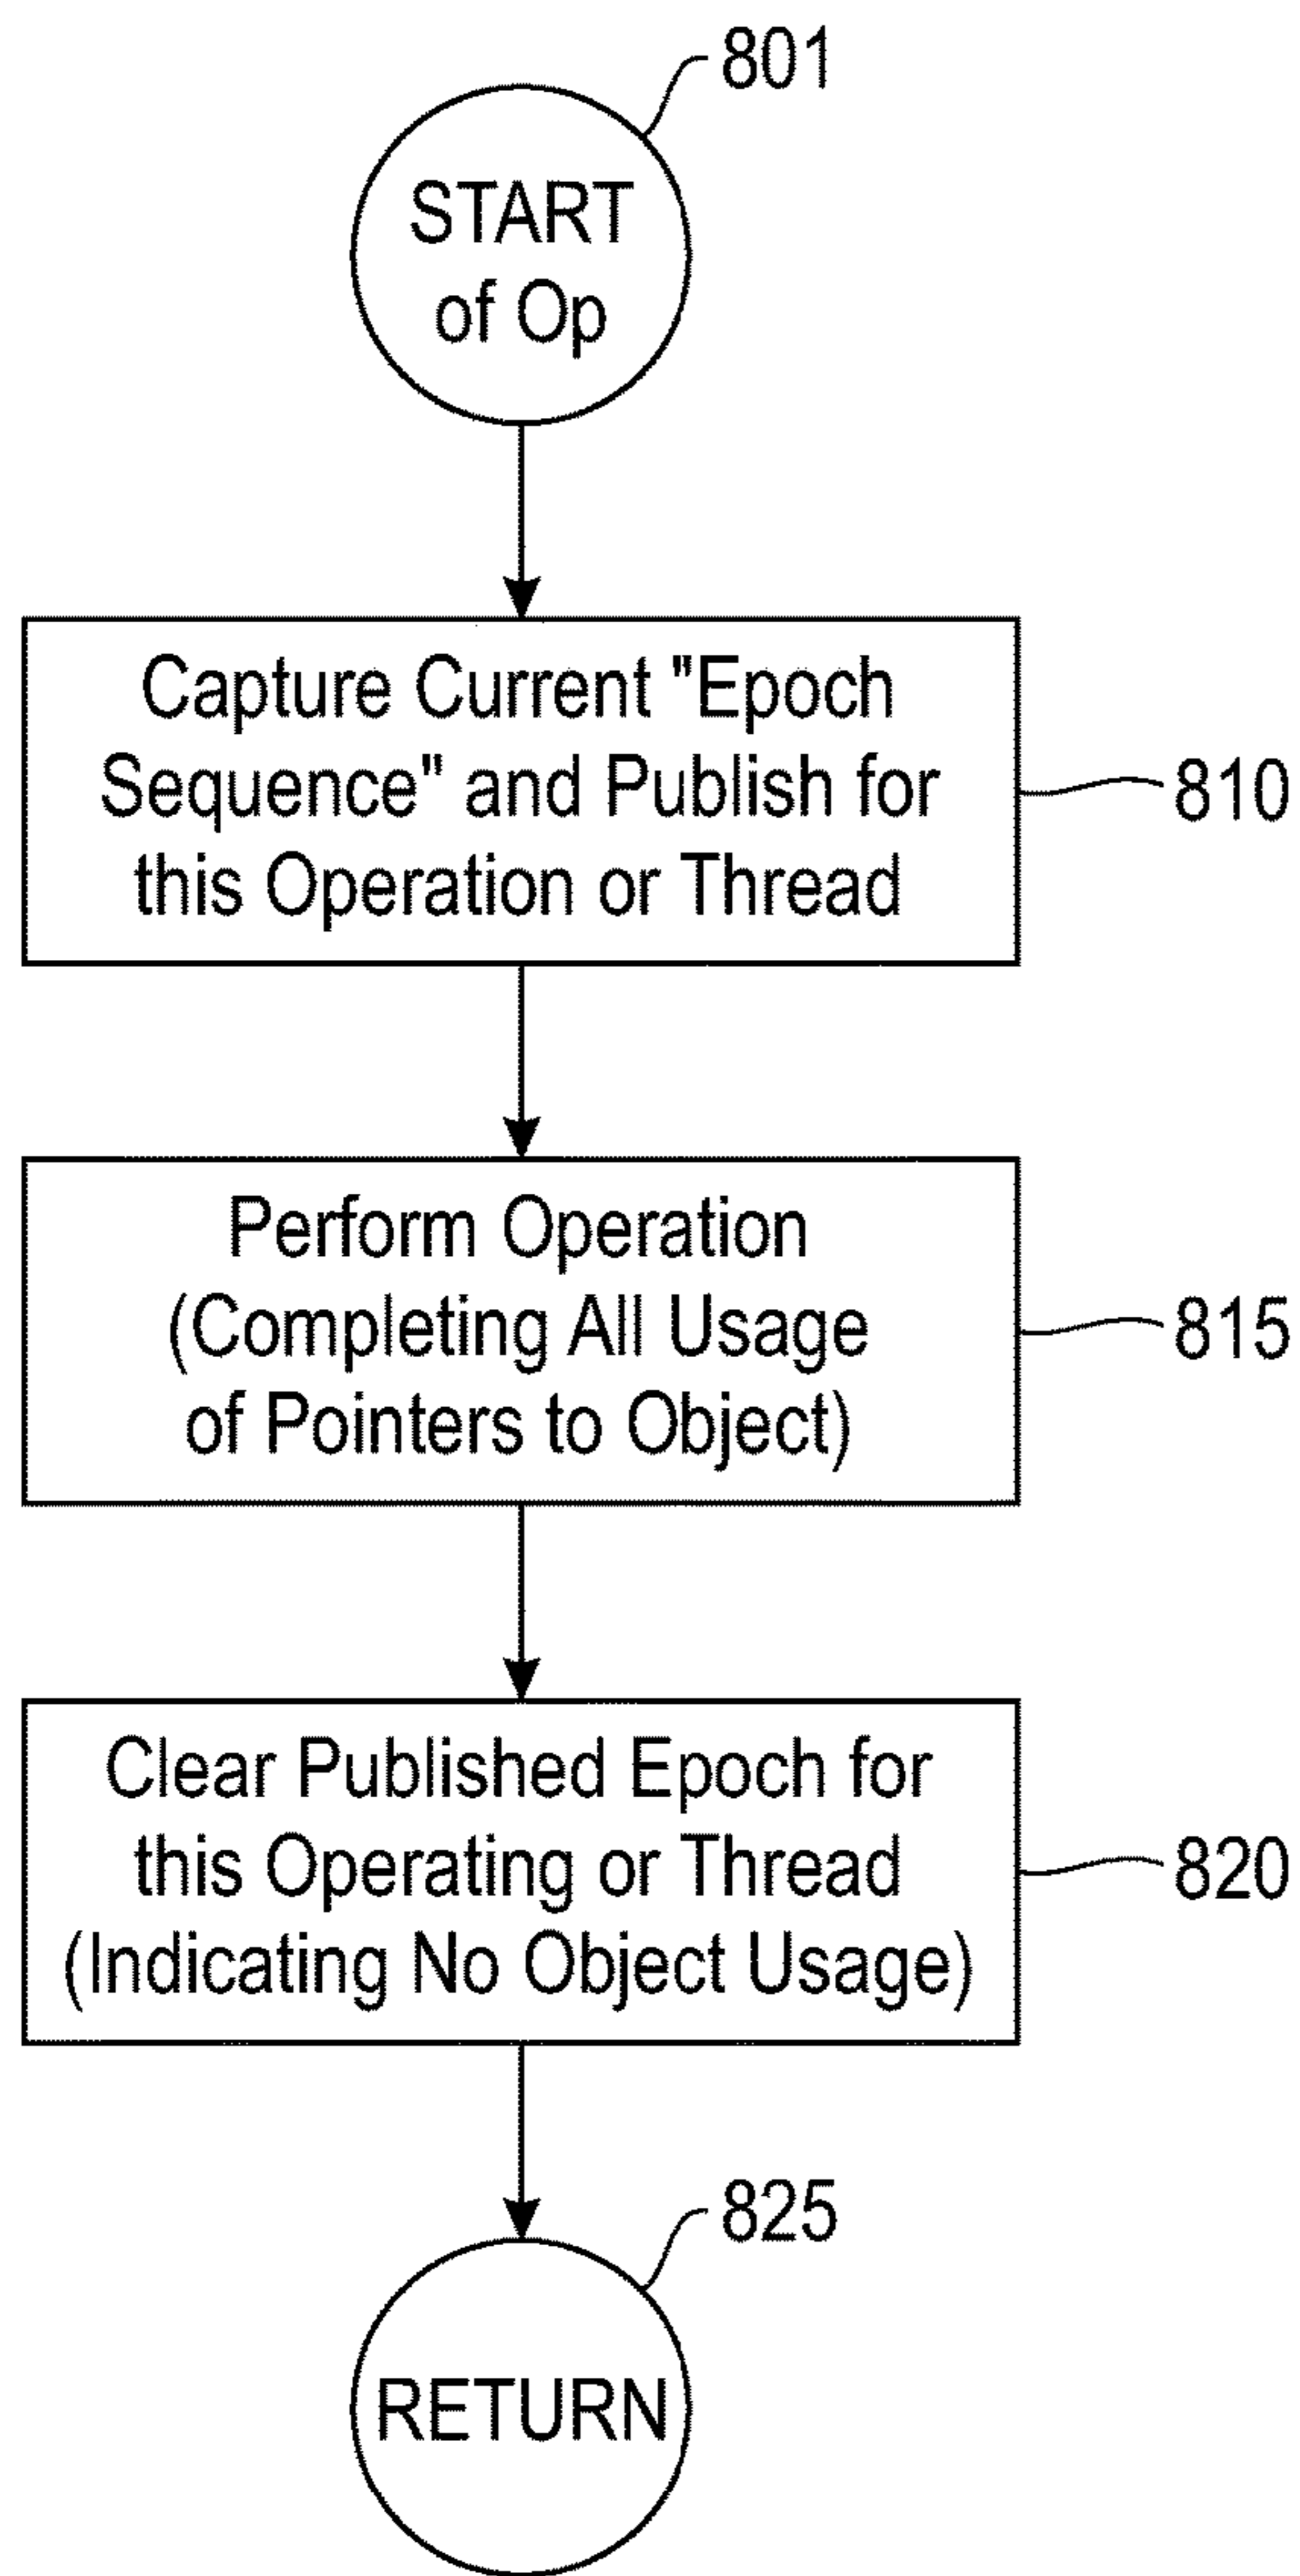 801
START
of Op
Capture Current "Epoch
Sequence" and Publish for
this Operation or Thread
810
Perform Operation
(Completing All Usage
of Pointers to Object)
815
Clear Published Epoch for
this Operating or Thread
(Indicating No Object Usage)
820
825
RETURN